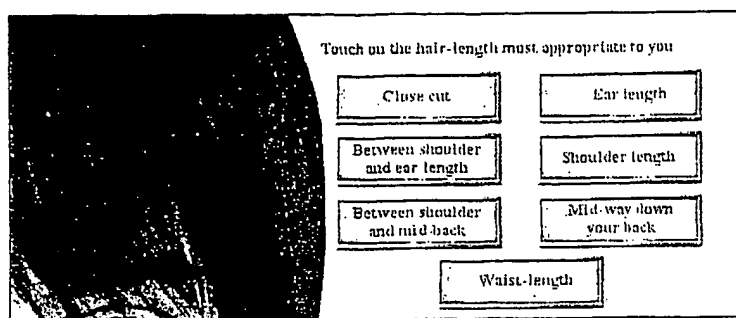 Touch on the hair-length most appropriate to you
Close cut
Ear length
Between shoulder
and ear length
Shoulder length
Between shoulder
and mid-back
Mid-way down
your back
Waist-length